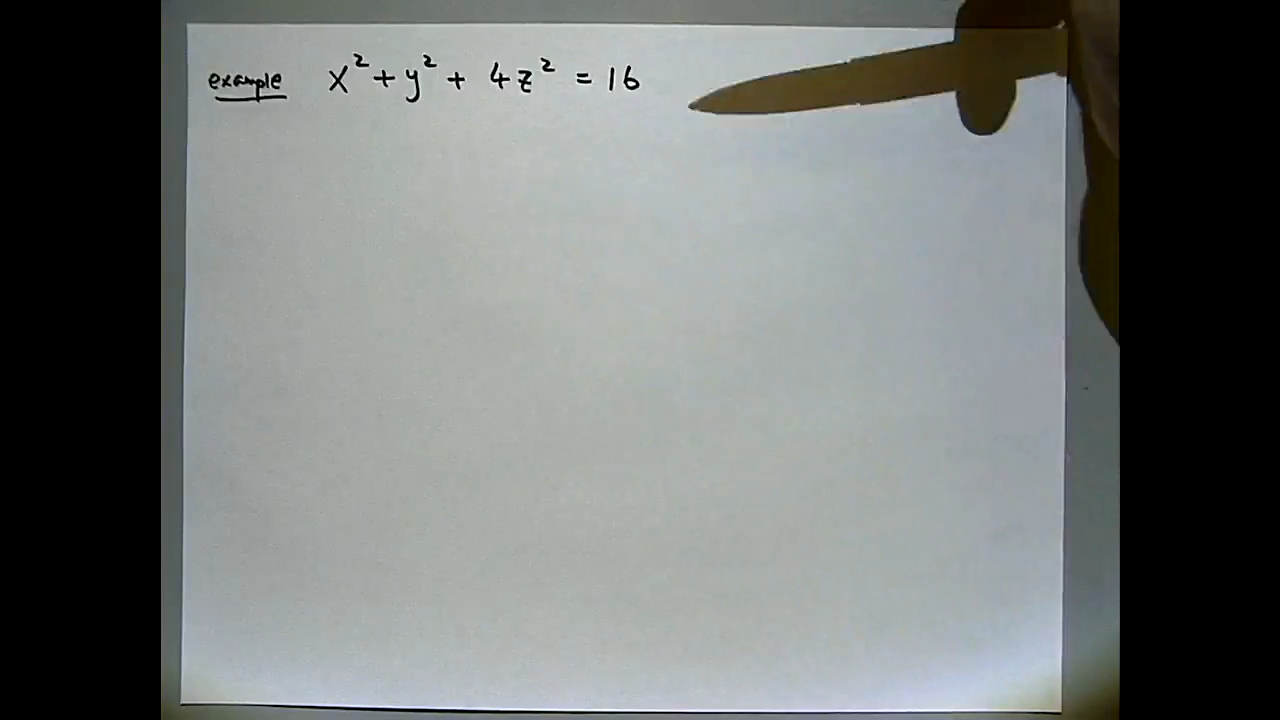 example x² + y² + 4z² = 16